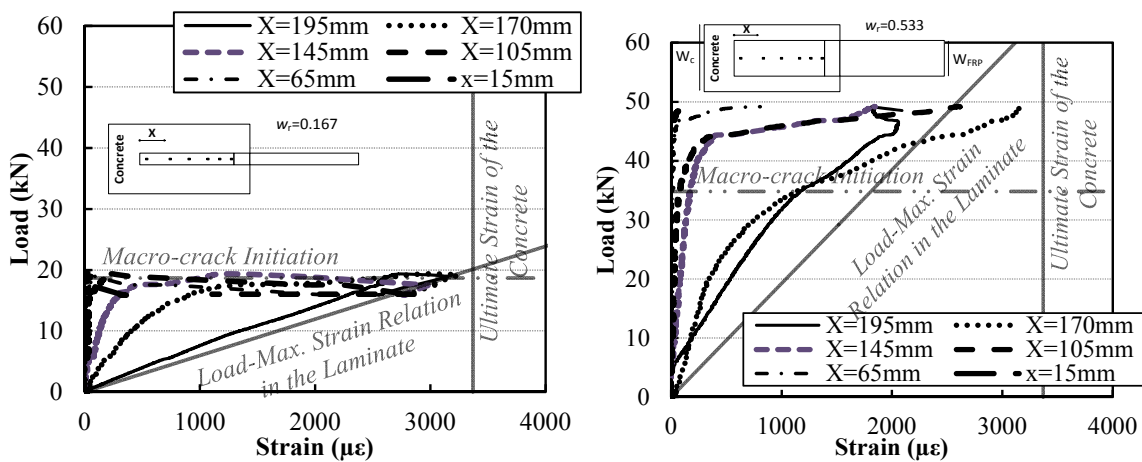 X=195mm X=170mm
X=145mm X=105mm
X=65mm x=15mm
60
50
40
30
20
10
0
Load (kN)
0 1000 2000 3000 4000
Strain (με)
X
Concrete
wr=0.167
Macro-crack Initiation
Load-Max. Strain Relation
in the Laminate
Ultimate Strain of the
Concrete
60
50
40
30
20
10
0
Load (kN)
0 1000 2000 3000 4000
Strain (με)
Wc
Concrete
X
wr=0.533
WFRP
Macro-crack Initiation
Load-Max. Strain
Relation in the Laminate
Ultimate Strain of the
Concrete
X=195mm X=170mm
X=145mm X=105mm
X=65mm x=15mm